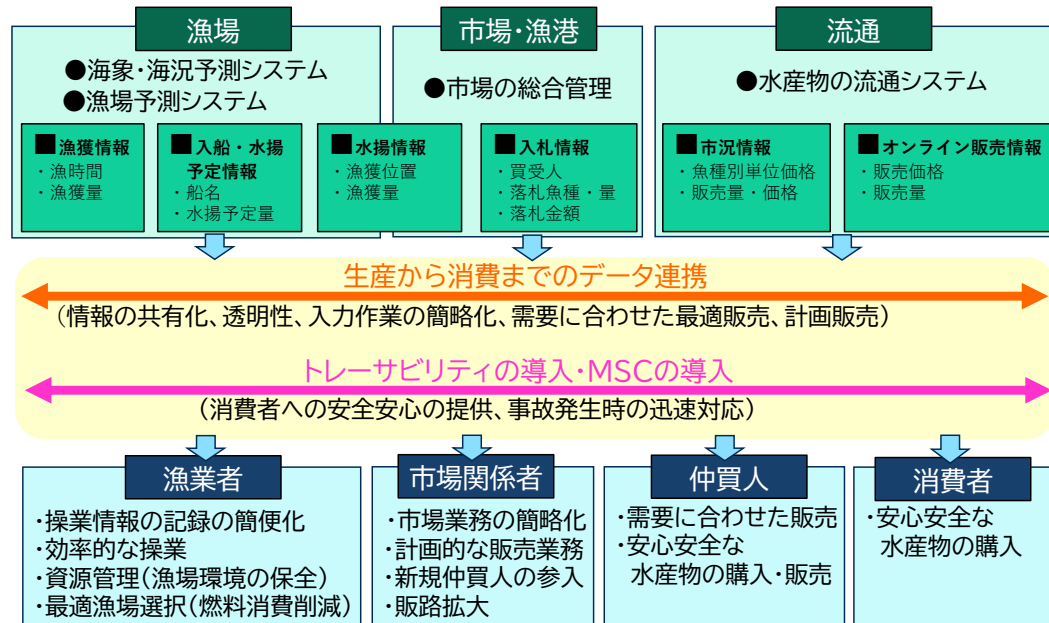 漁場
●海象・海況予測システム
●漁場予測システム
■漁獲情報
・漁時間
・漁獲量
■入船・水揚
予定情報
・船名
・水揚予定量
■水揚情報
・漁獲位置
・漁獲量
市場・漁港
●市場の総合管理
■入札情報
・買受人
・落札魚種・量
・落札金額
流通
●水産物の流通システム
■市況情報
・魚種別単位価格
・販売量・価格
■オンライン販売情報
・販売価格
・販売量
生産から消費までのデータ連携
(情報の共有化、透明性、入力作業の簡略化、需要に合わせた最適販売、計画販売)
トレーサビリティの導入・MSCの導入
(消費者への安全安心の提供、事故発生時の迅速対応)
漁業者
・操業情報の記録の簡便化
・効率的な操業
・資源管理(漁場環境の保全)
・最適漁場選択(燃料消費削減)
市場関係者
・市場業務の簡略化
・計画的な販売業務
・新規仲買人の参入
・販路拡大
仲買人
・需要に合わせた販売
・安心安全な
水産物の購入・販売
消費者
・安心安全な
水産物の購入